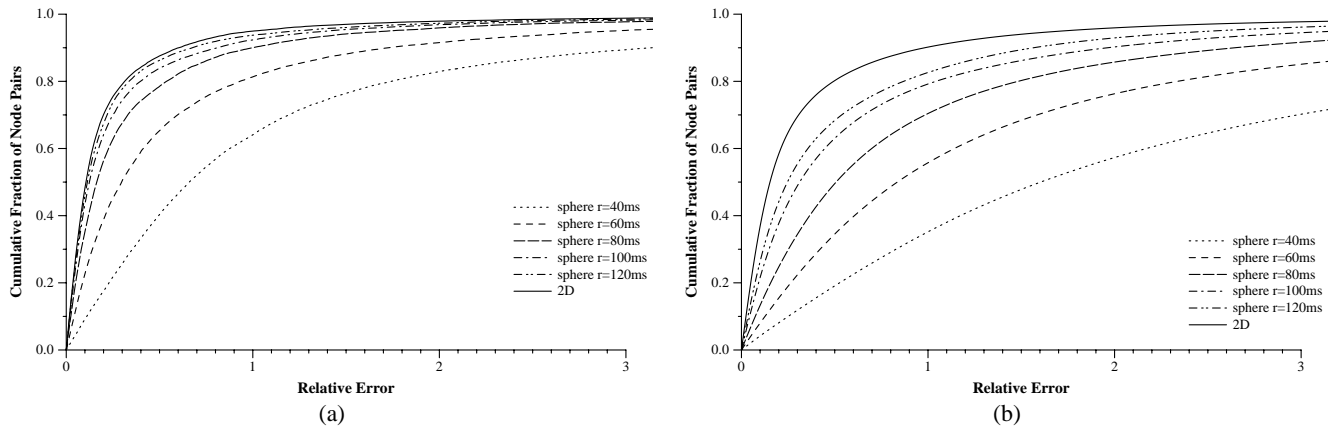 1.0
0.8
0.6
0.4
0.2
0.0
Cumulative Fraction of Node Pairs
sphere r=40ms
sphere r=60ms
sphere r=80ms
sphere r=100ms
sphere r=120ms
2D
0 1 2 3
Relative Error
(a)
1.0
0.8
0.6
0.4
0.2
0.0
Cumulative Fraction of Node Pairs
sphere r=40ms
sphere r=60ms
sphere r=80ms
sphere r=100ms
sphere r=120ms
2D
0 1 2 3
Relative Error
(b)